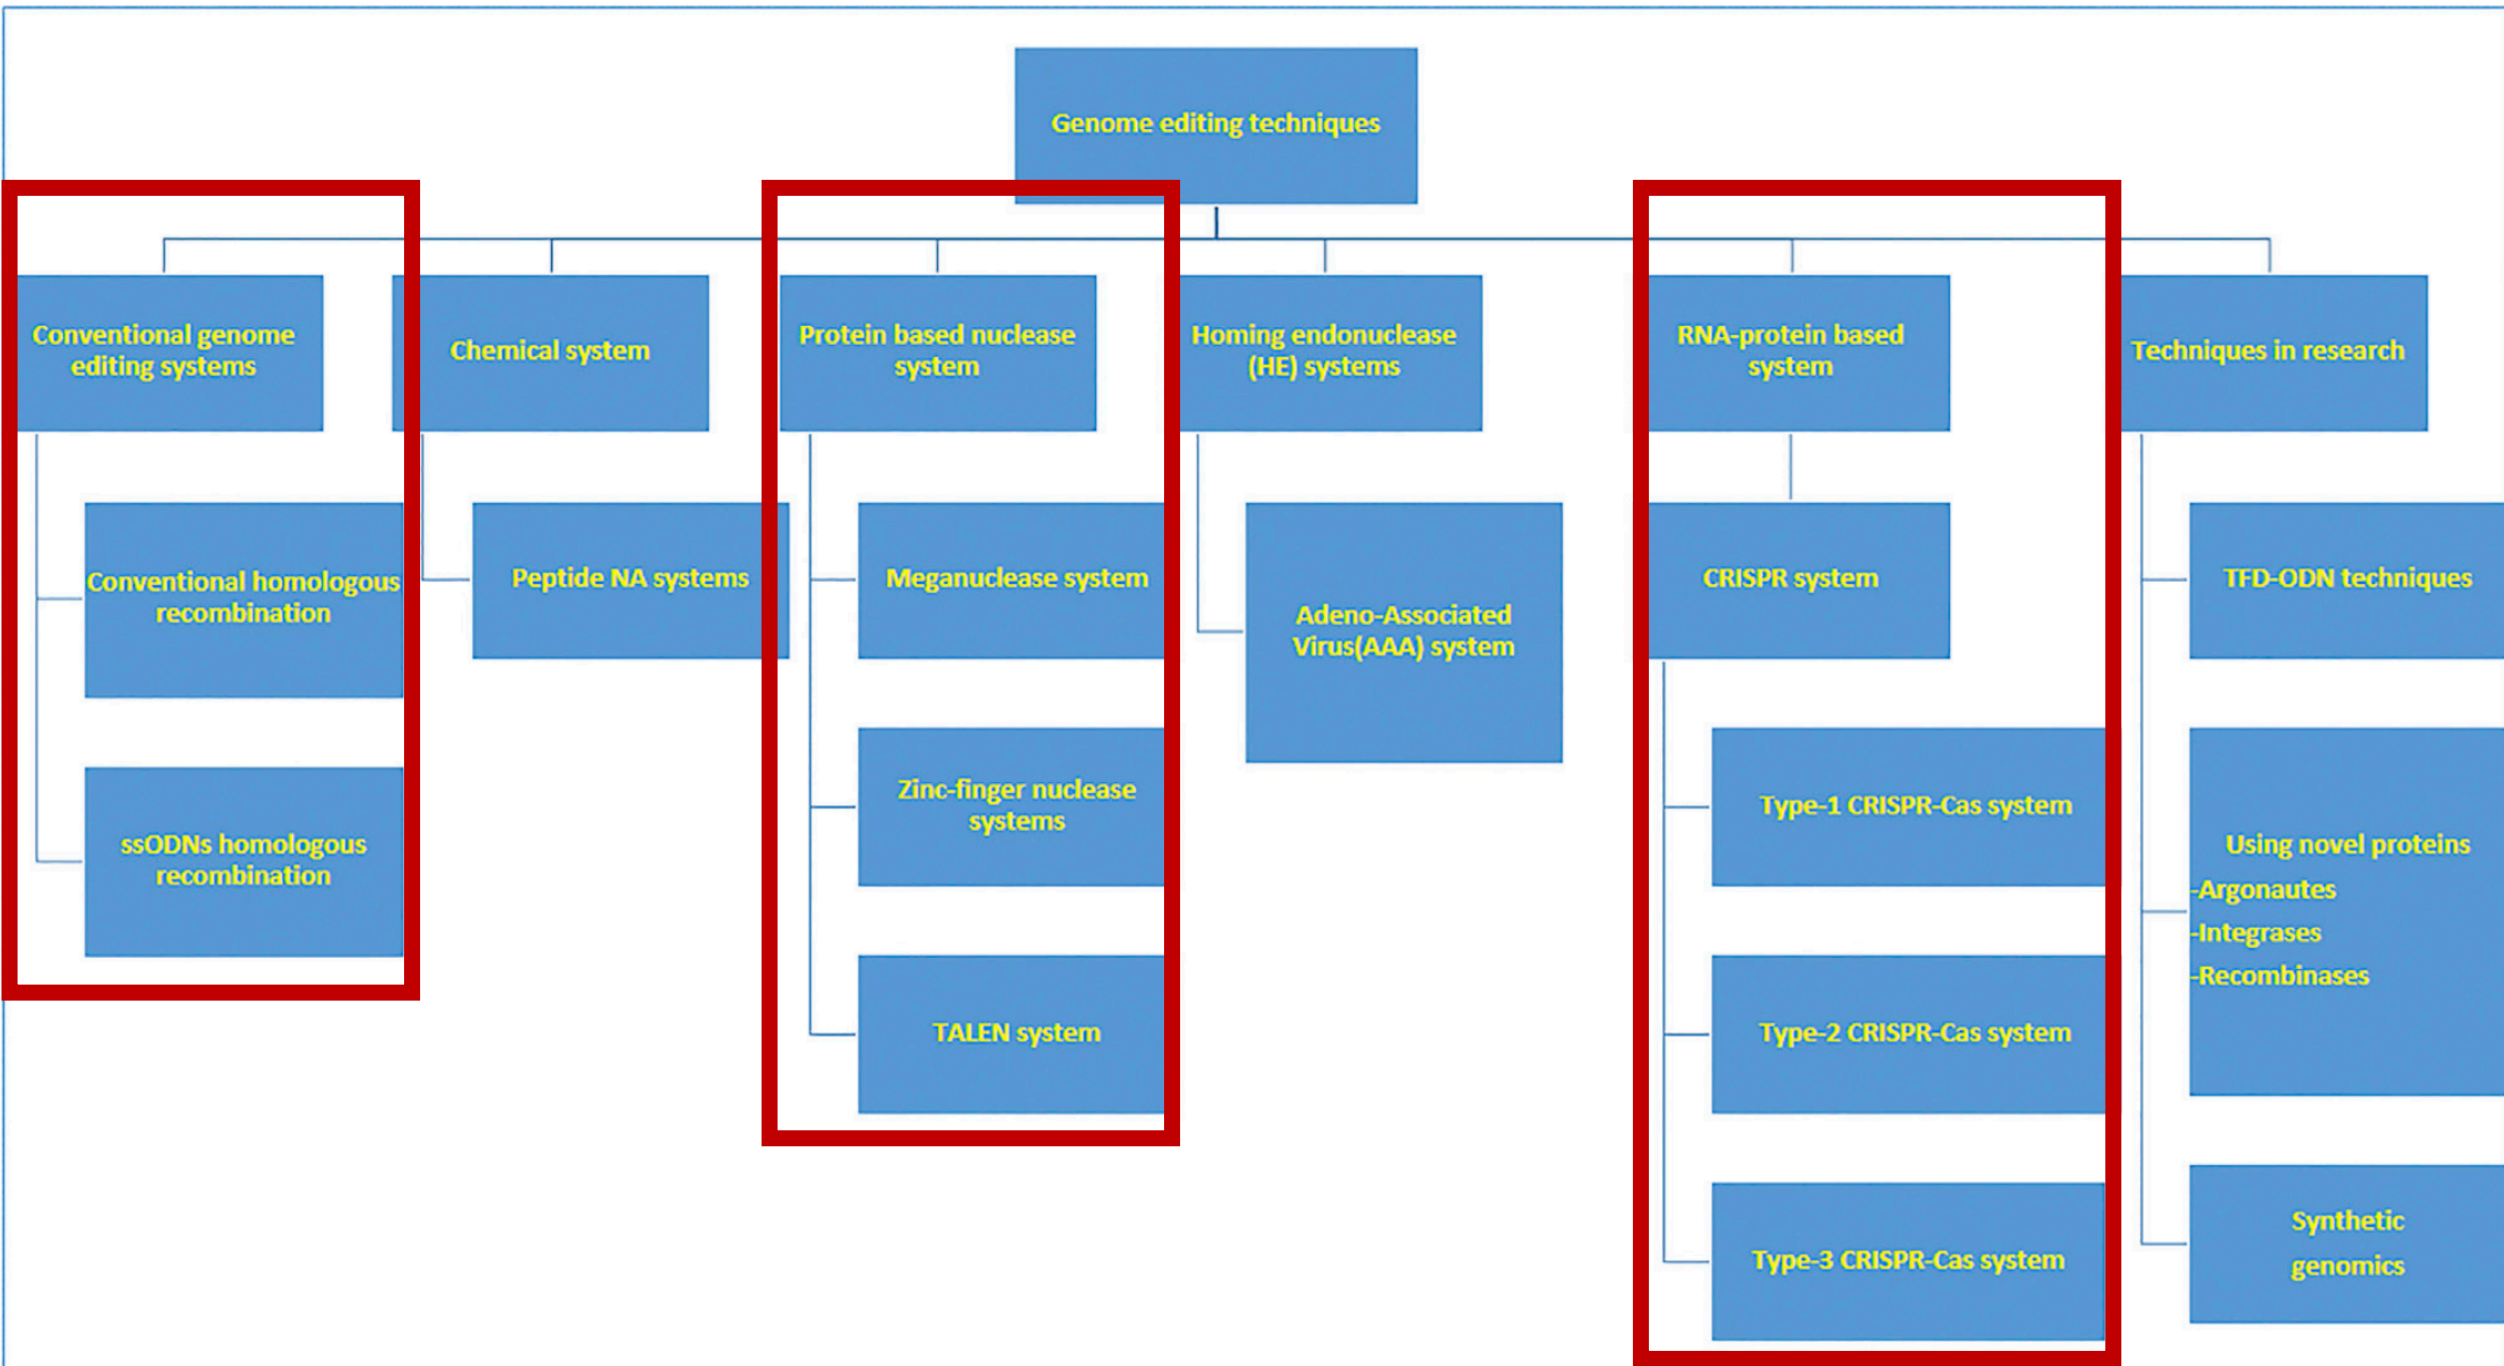 Genome editing techniques
Conventional genome
editing systems
Chemical system
Protein based nuclease
system
Homing endonuclease
(HE) systems
RNA-protein based
system
Techniques in research
Conventional homologous
recombination
ssODNs homologous
recombination
Peptide NA systems
Meganuclease system
Zinc-finger nuclease
systems
TALEN system
Adeno-Associated
Virus(AAA) system
CRISPR system
Type-1 CRISPR-Cas system
Type-2 CRISPR-Cas system
Type-3 CRISPR-Cas system
TFD-ODN techniques
Using novel proteins
-Argonautes
-Integrases
-Recombinases
Synthetic
genomics